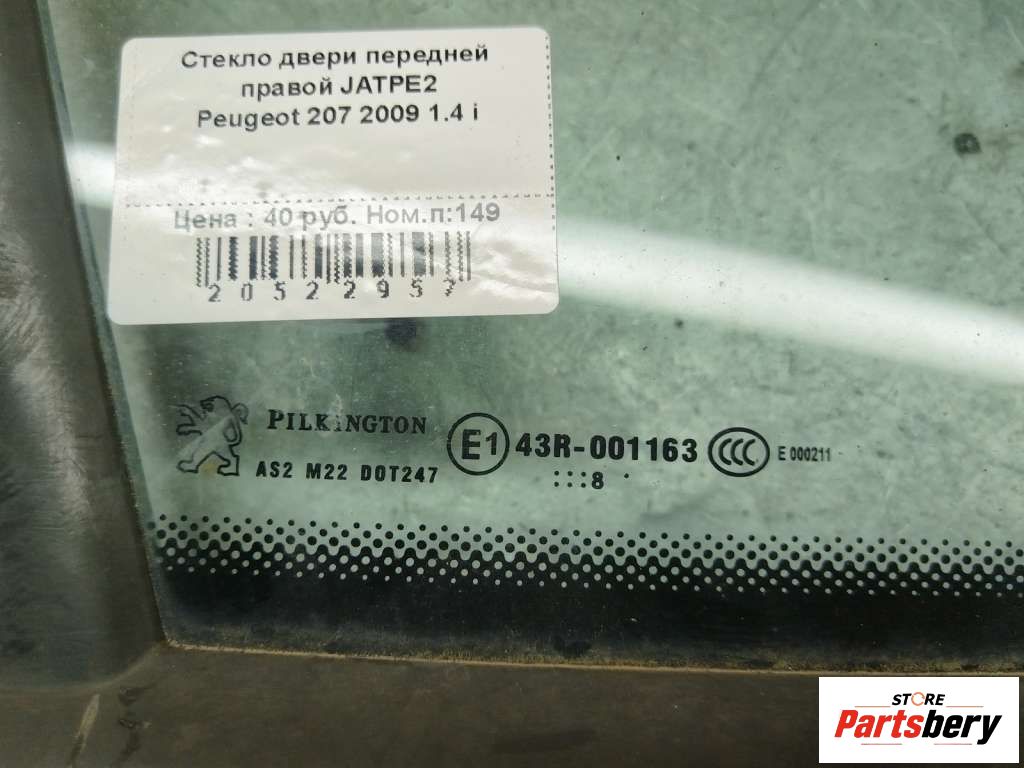 Стекло двери передней
правой JATPE2
Peugeot 207 2009 1.4 i
Цена : 40 руб. Ном.п:149
20522957
PILKINGTON
AS2 M22 DOT247
E1
43R-001163
:::8
CCC
E 000211
STORE
Partsbery